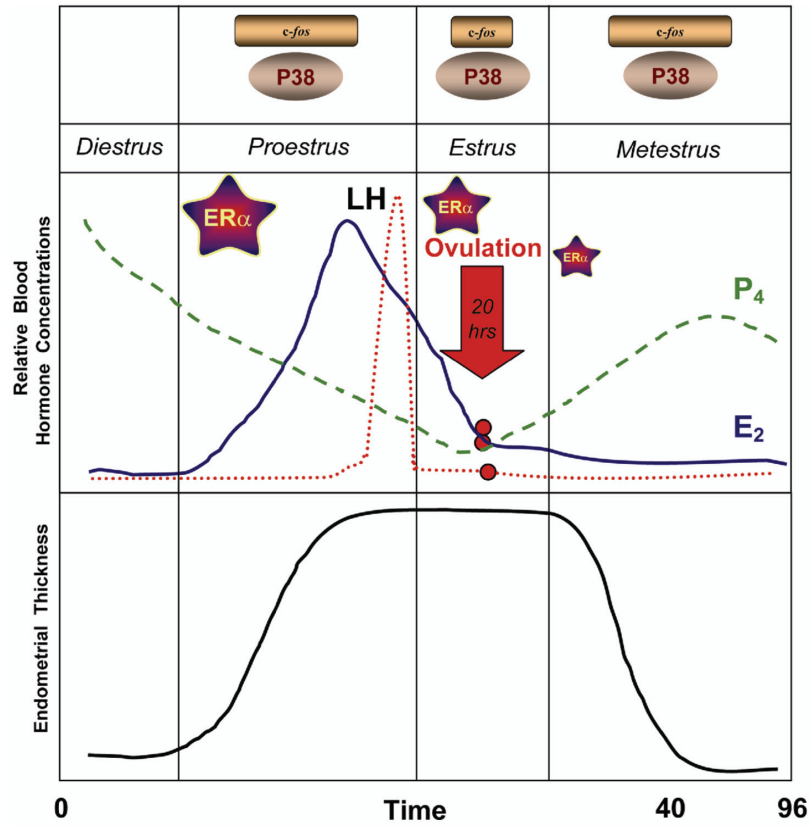 c-fos c-fos c-fos
P38 P38 P38
Diestrus Proestrus Estrus Metestrus
Relative Blood
Hormone Concentrations
ERα
LH
ERα
Ovulation
20
hrs
ERα
P4
E2
Endometrial Thickness
0 Time 40 96